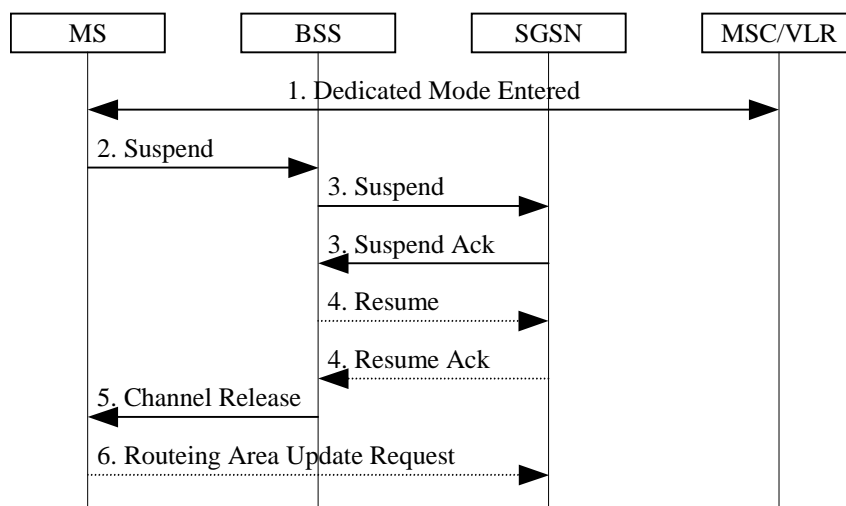 MS BSS SGSN MSC/VLR
1. Dedicated Mode Entered
2. Suspend
3. Suspend
3. Suspend Ack
4. Resume
4. Resume Ack
5. Channel Release
6. Routeing Area Update Request